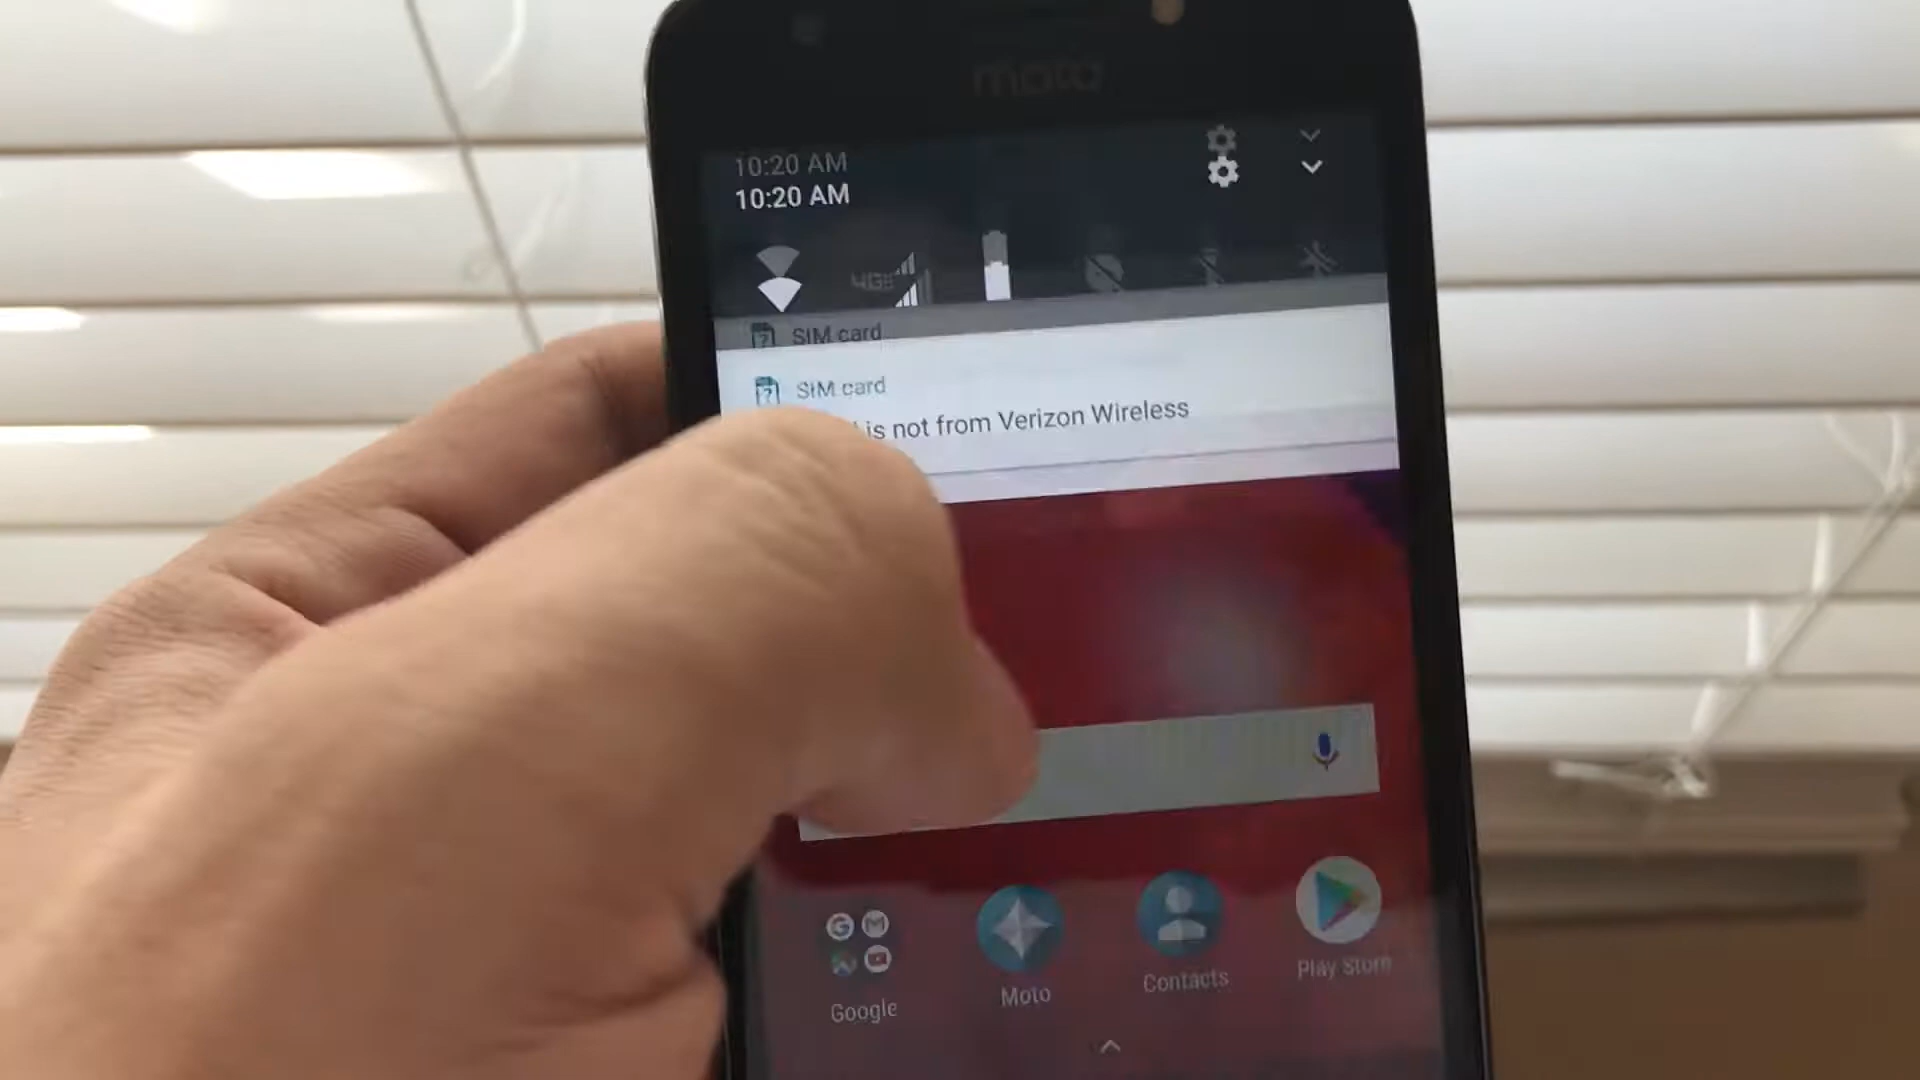 moto
10:20 AM
10:20 AM
4G
SIM card
SIM card
is not from Verizon Wireless
Google
Moto
Contacts
Play Store